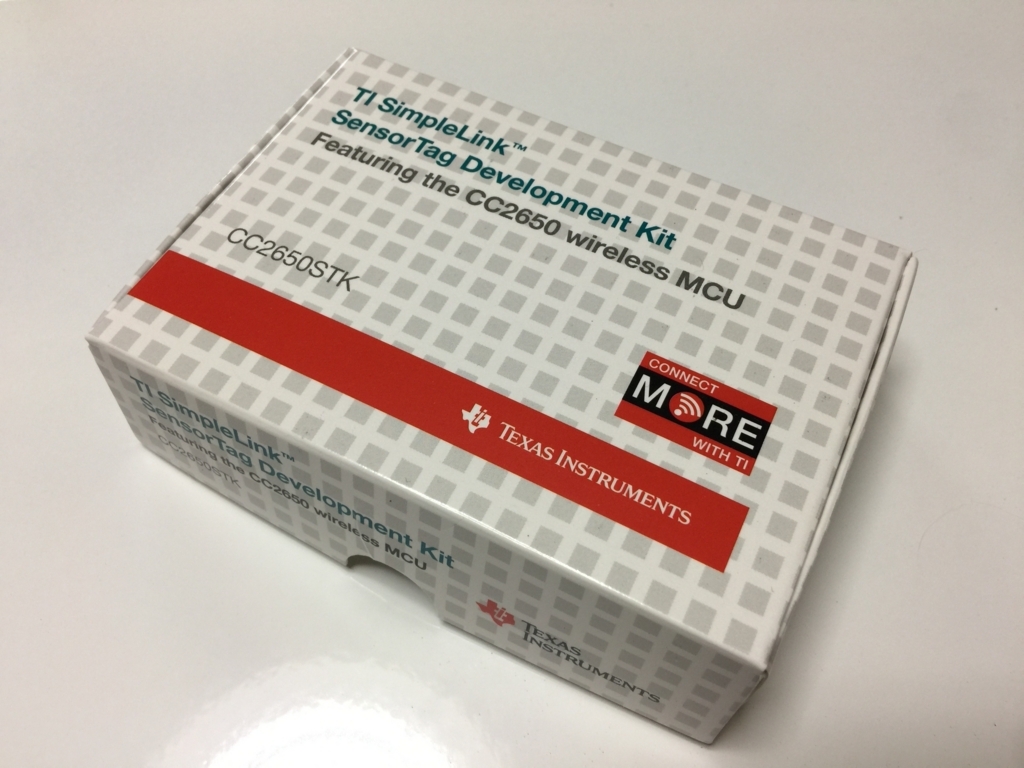 TI SimpleLink™
SensorTag Development Kit
Featuring the CC2650 wireless MCU
CC2650STK
CONNECT
MORE
WITH TI
TEXAS INSTRUMENTS
TI SimpleLink™
SensorTag Development Kit
Featuring the CC2650 wireless MCU
CC2650STK
TEXAS
INSTRUMENTS